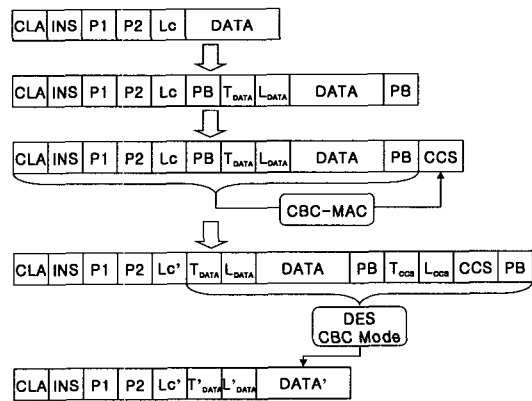 CLA INS P1 P2 Lc DATA
CLA INS P1 P2 Lc PB T_DATA L_DATA DATA PB
CLA INS P1 P2 Lc PB T_DATA L_DATA DATA PB CCS
CBC-MAC
CLA INS P1 P2 Lc' T_DATA L_DATA DATA PB T_CCS L_CCS CCS PB
DES
CBC Mode
CLA INS P1 P2 Lc' T'_DATA L'_DATA DATA'